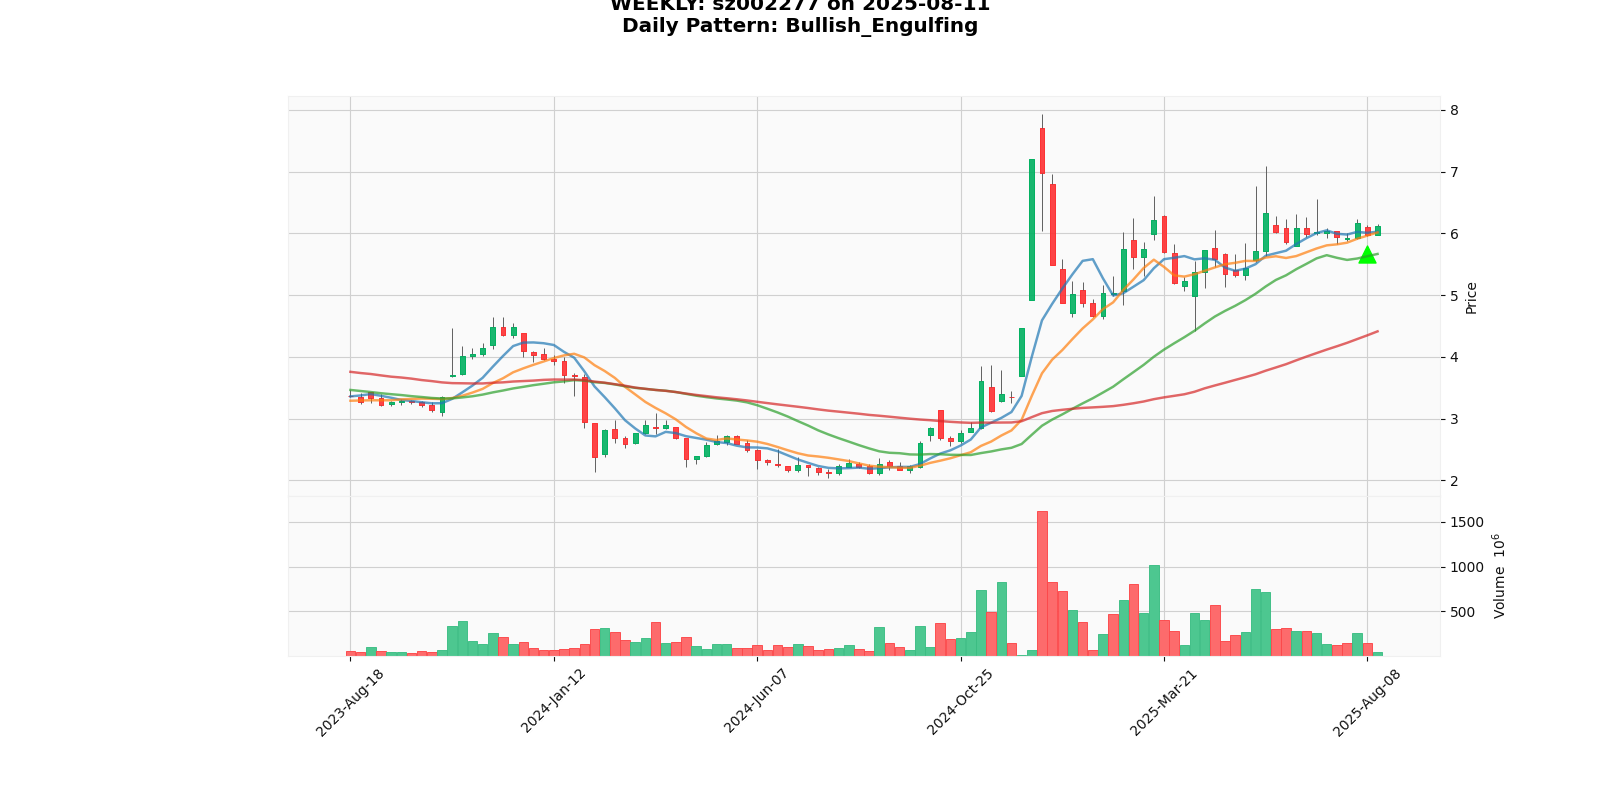 WEEKLY: sz002277 on 2025-08-11
Daily Pattern: Bullish_Engulfing
8
7
6
5
4
3
2
Price
1500
1000
500
Volume 10^6
2023-Aug-18
2024-Jan-12
2024-Jun-07
2024-Oct-25
2025-Mar-21
2025-Aug-08